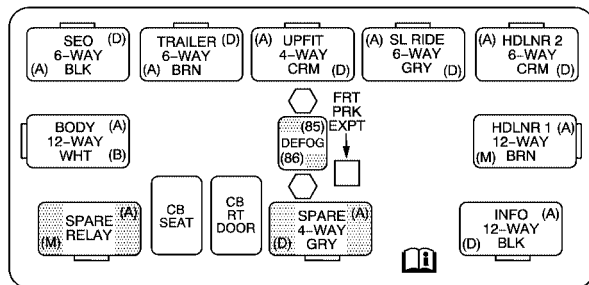 SEO (D)
6-WAY
(A) BLK
TRAILER (D)
6-WAY
(A) BRN
(A) UPFIT
4-WAY
CRM (D)
(A) SL RIDE
6-WAY
GRY (D)
(A) HDLNR 2
6-WAY
CRM (D)
BODY (A)
12-WAY
WHT (B)
(85)
DEFOG
(86)
FRT
PRK
EXPT
HDLNR 1 (A)
12-WAY
(M) BRN
SPARE (A)
(M) RELAY
CB
SEAT
CB
RT
DOOR
SPARE (A)
4-WAY
(D) GRY
INFO (A)
12-WAY
(D) BLK
i